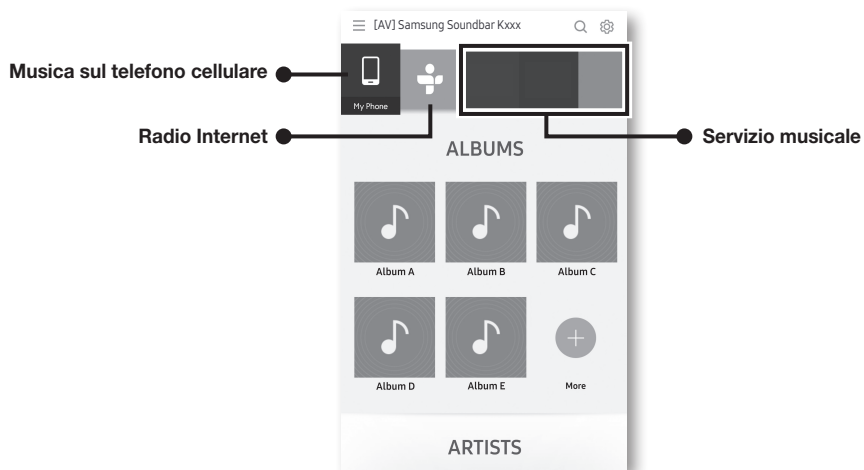 [AV] Samsung Soundbar Kxxx
Musica sul telefono cellulare
My Phone
Radio Internet
Servizio musicale
ALBUMS
Album A
Album B
Album C
Album D
Album E
More
ARTISTS